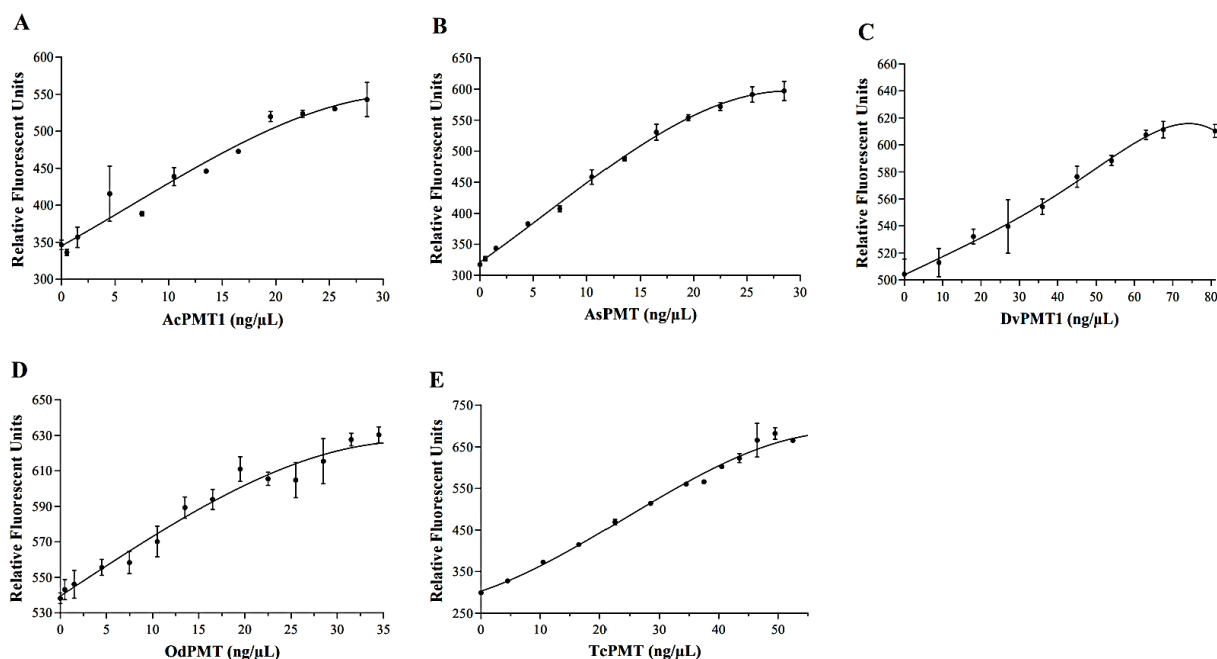 A
Relative Fluorescent Units
600
550
500
450
400
350
300
0 5 10 15 20 25 30
AcPMT1 (ng/µL)
B
Relative Fluorescent Units
650
600
550
500
450
400
350
300
0 5 10 15 20 25 30
AsPMT (ng/µL)
C
Relative Fluorescent Units
660
640
620
600
580
560
540
520
500
0 10 20 30 40 50 60 70 80
DvPMT1 (ng/µL)
D
Relative Fluorescent Units
650
630
610
590
570
550
530
0 5 10 15 20 25 30 35
OdPMT (ng/µL)
E
Relative Fluorescent Units
750
650
550
450
350
250
0 10 20 30 40 50
TcPMT (ng/µL)